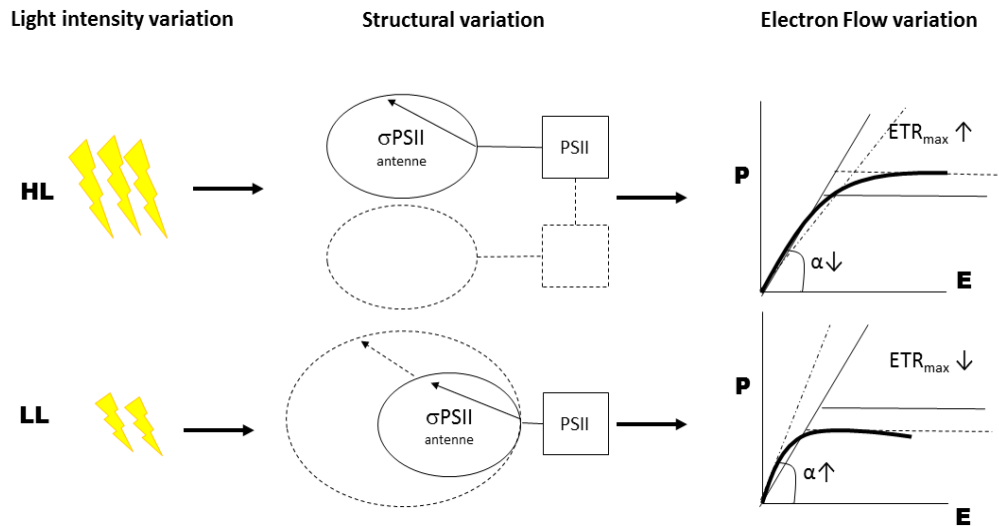 Light intensity variation
Structural variation
Electron Flow variation
HL
σPSII
antenne
PSII
P
ETRmax ↑
α↓
E
LL
σPSII
antenne
PSII
P
ETRmax ↓
α↑
E